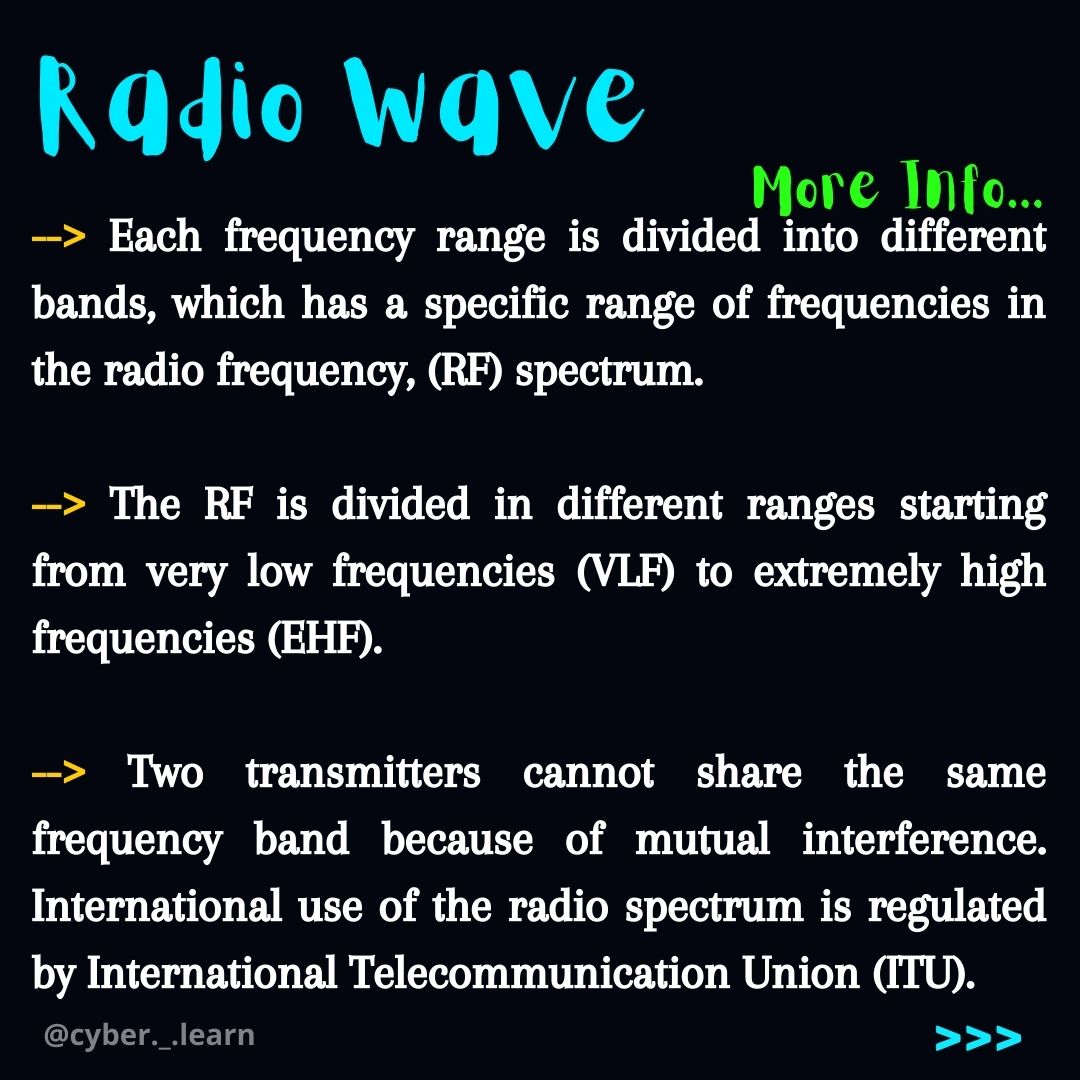 Radio Wave
More Info...
--> Each frequency range is divided into different
bands, which has a specific range of frequencies in
the radio frequency, (RF) spectrum.
--> The RF is divided in different ranges starting
from very low frequencies (VLF) to extremely high
frequencies (EHF).
--> Two transmitters cannot share the same
frequency band because of mutual interference.
International use of the radio spectrum is regulated
by International Telecommunication Union (ITU).
@cyber._.learn
>>>